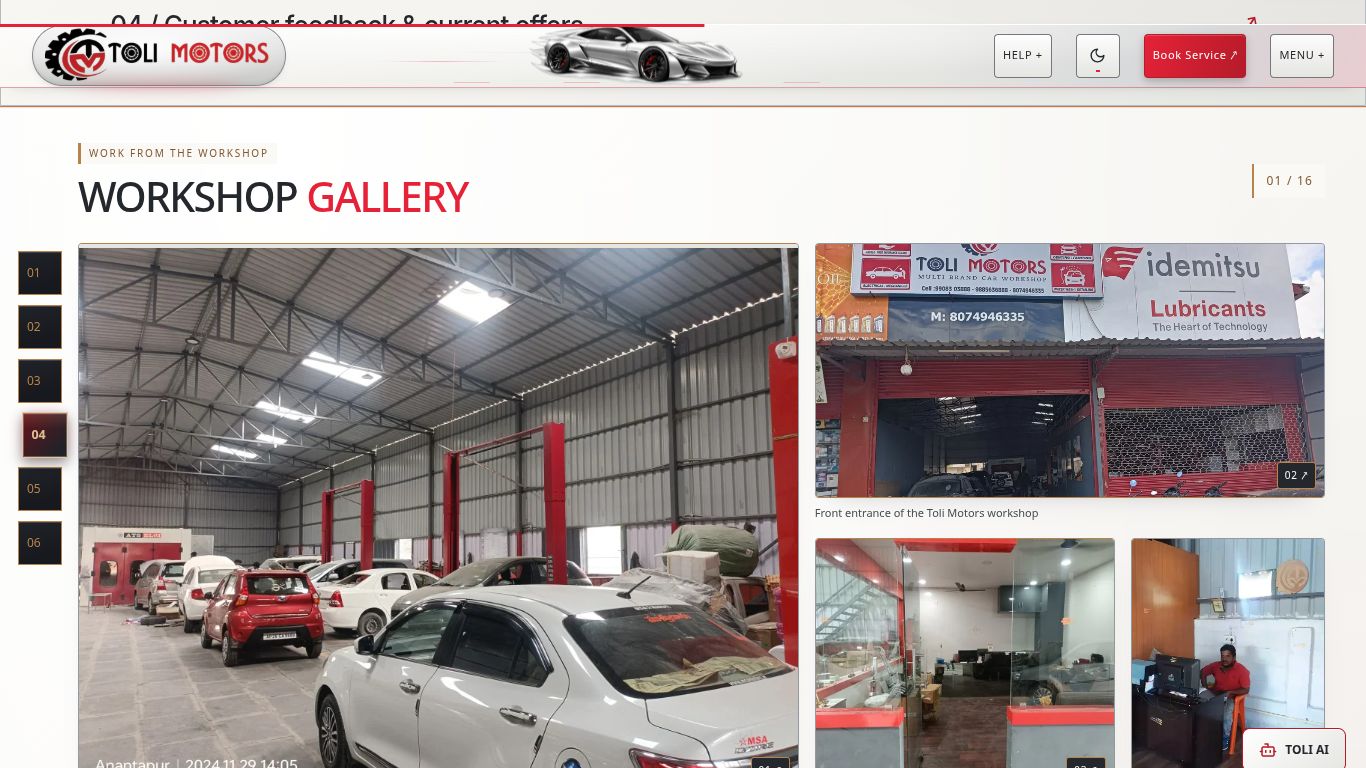 04 / Customer feedback & current offers
TOLI MOTORS
HELP +
Book Service ↗
MENU +
WORK FROM THE WORKSHOP
WORKSHOP GALLERY
01 / 16
01
02
03
04
05
06
TOLI MOTORS
MULTI BRAND CAR WORKSHOP
M: 8074946335
idemitsu
Lubricants
The Heart of Technology
02 ↗
Front entrance of the Toli Motors workshop
MSA
Anantapur | 2024.11.29 14:05
TOLI AI